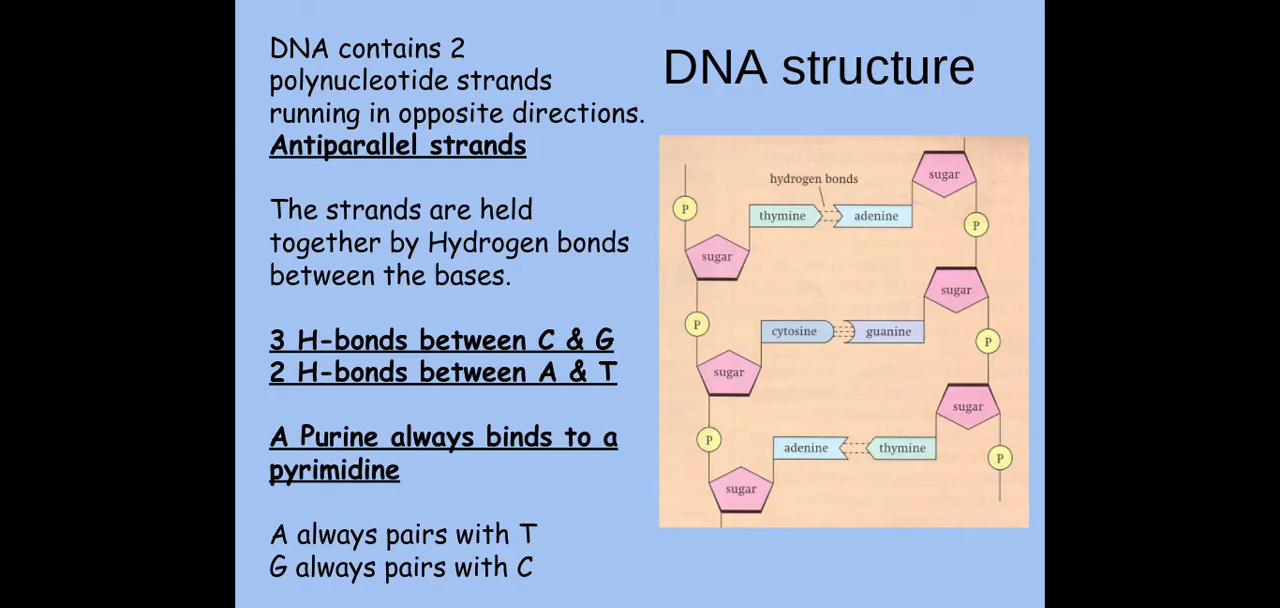 DNA contains 2
polynucleotide strands
running in opposite directions.
Antiparallel strands
The strands are held
together by Hydrogen bonds
between the bases.
3 H-bonds between C & G
2 H-bonds between A & T
A Purine always binds to a
pyrimidine
A always pairs with T
G always pairs with C
DNA structure
hydrogen bonds
sugar
P
thymine
adenine
P
sugar
sugar
P
cytosine
guanine
P
sugar
sugar
P
adenine
thymine
P
sugar